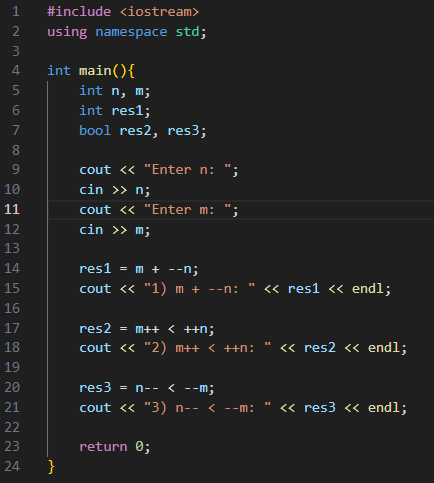 1 #include <iostream>
2 using namespace std;
3
4 int main(){
5     int n, m;
6     int res1;
7     bool res2, res3;
8
9     cout << "Enter n: ";
10     cin >> n;
11     cout << "Enter m: ";
12     cin >> m;
13
14     res1 = m + --n;
15     cout << "1) m + --n: " << res1 << endl;
16
17     res2 = m++ < ++n;
18     cout << "2) m++ < ++n: " << res2 << endl;
19
20     res3 = n-- < --m;
21     cout << "3) n-- < --m: " << res3 << endl;
22
23     return 0;
24 }